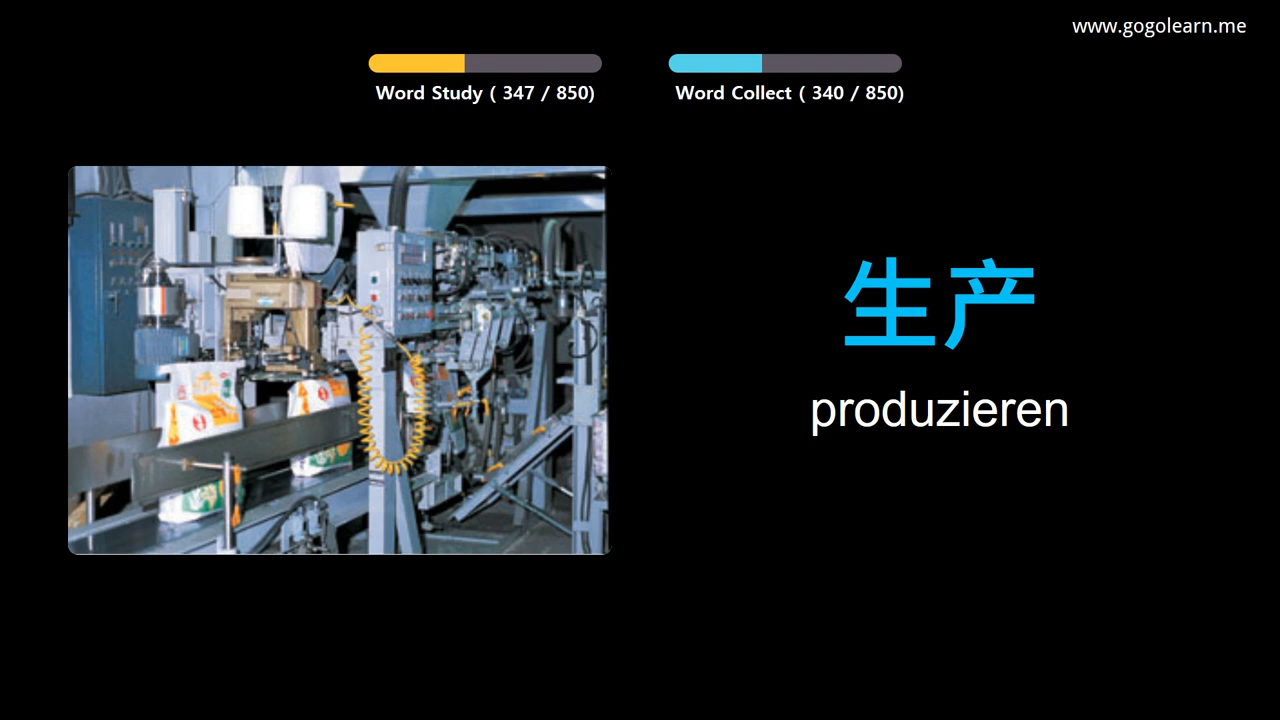 www.gogolearn.me
Word Study ( 347 / 850)
Word Collect ( 340 / 850)
生产
produzieren